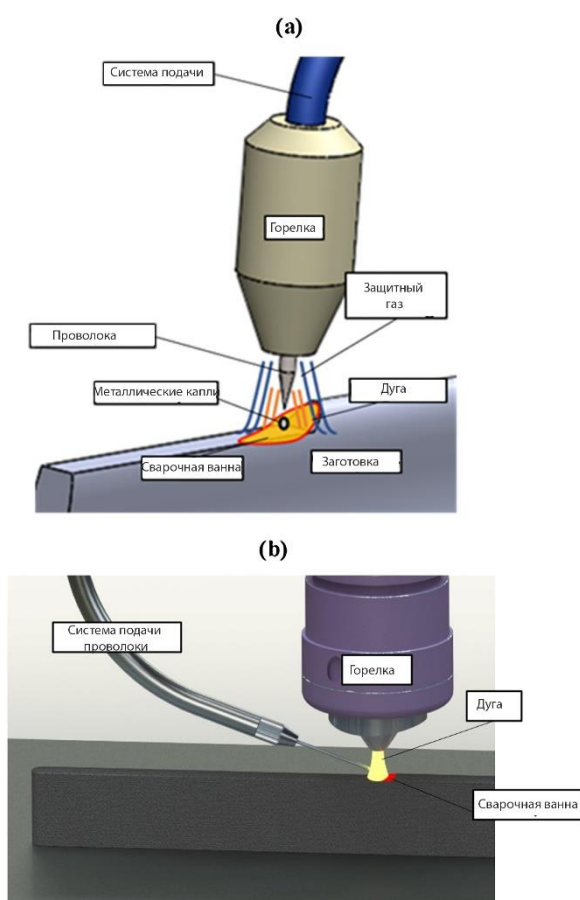 (a)
Система подачи
Горелка
Защитный
газ
Проволока
Металлические капли
Дуга
Сварочная ванна
Заготовка
(b)
Система подачи
проволоки
Горелка
Дуга
Сварочная ванна